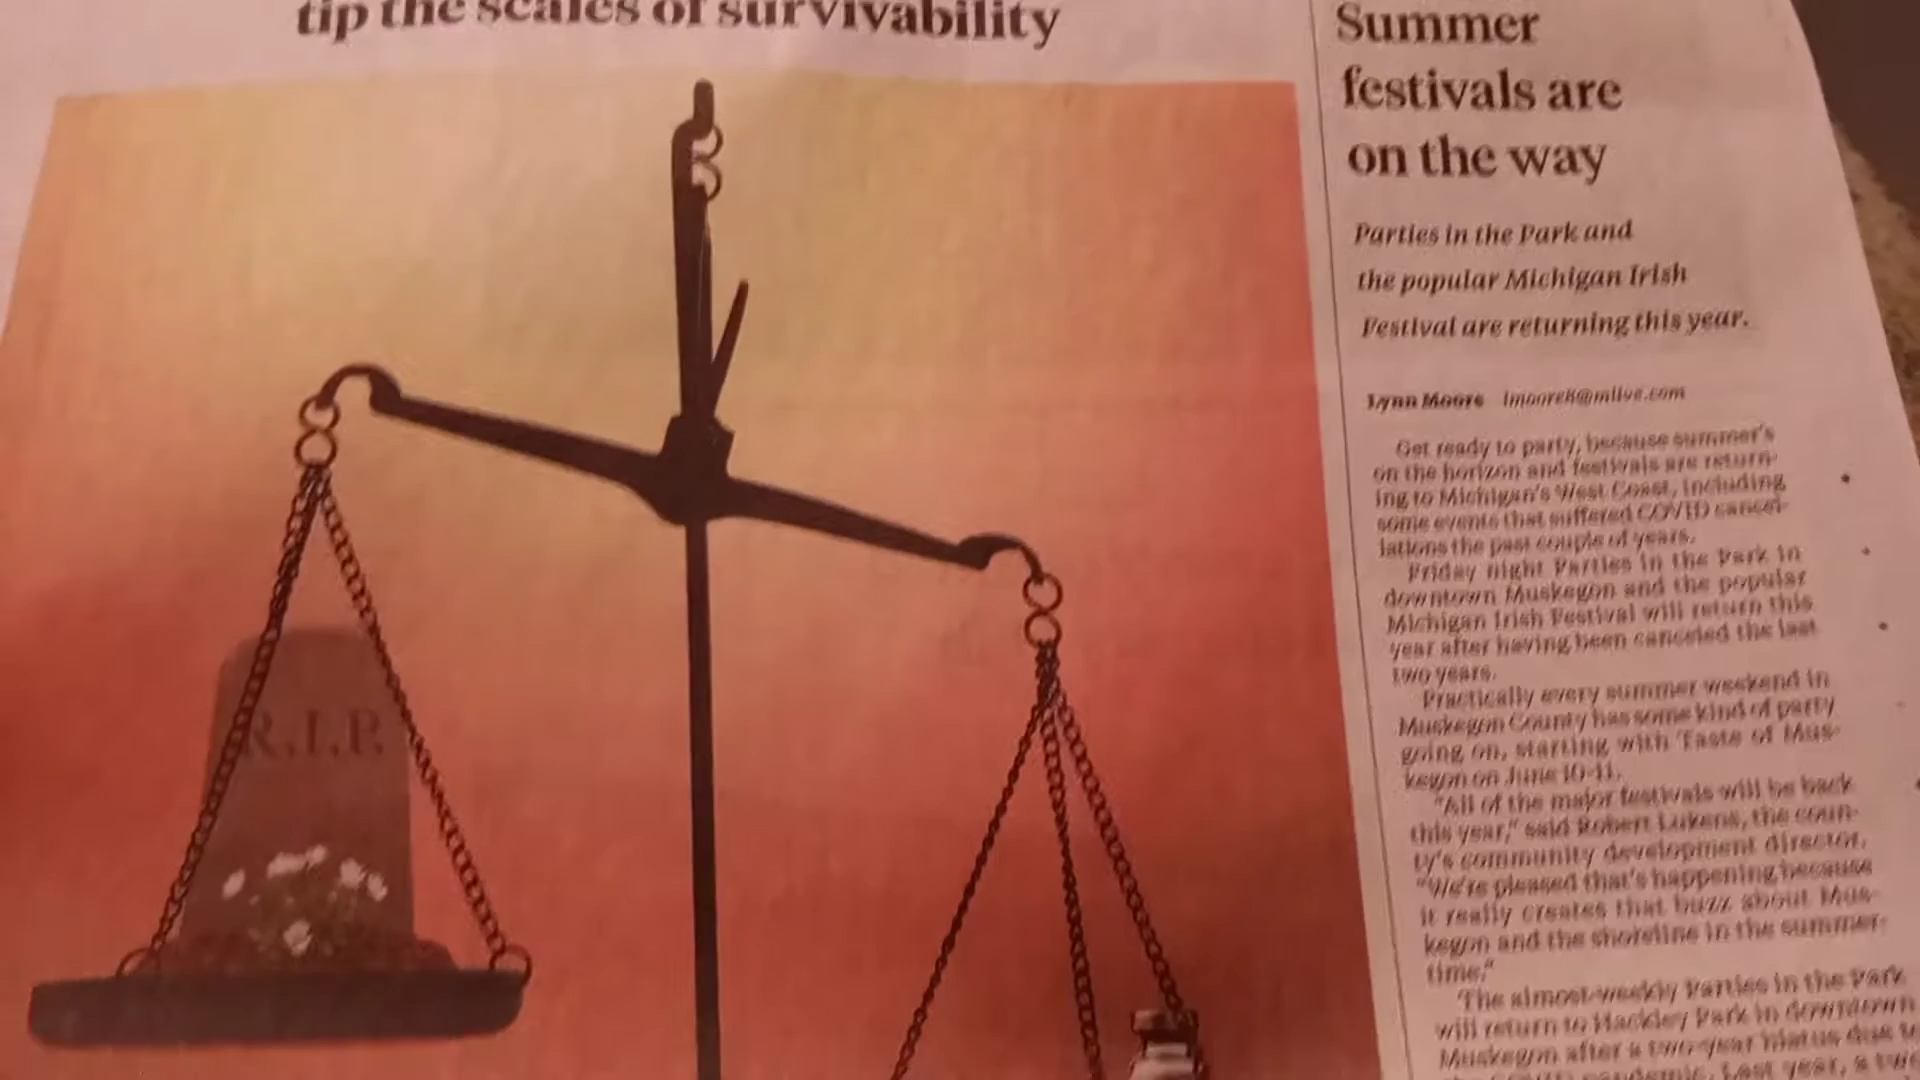 tip the scales of survivability
R.I.P.
Summer
festivals are
on the way
Parties in the Park and
the popular Michigan Irish
Festival are returning this year.
Lynn Moore lmoore8@mlive.com
Get ready to party, because summer's
on the horizon and festivals are return-
ing to Michigan's West Coast, including
some events that suffered COVID cancel-
lations the past couple of years.
Friday night Parties in the Park in
downtown Muskegon and the popular
Michigan Irish Festival will return this
year after having been canceled the last
two years.
Practically every summer weekend in
Muskegon County has some kind of party
going on, starting with Taste of Mus-
kegon on June 10-11.
"All of the major festivals will be back
this year," said Robert Lukens, the coun-
ty's community development director.
"We're pleased that's happening because
it really creates that buzz about Mus-
kegon and the shoreline in the summer-
time."
The almost-weekly Parties in the Park
will return to Hackley Park in downtown
Muskegon after a two-year hiatus due to
the COVID pandemic. Last year, a two